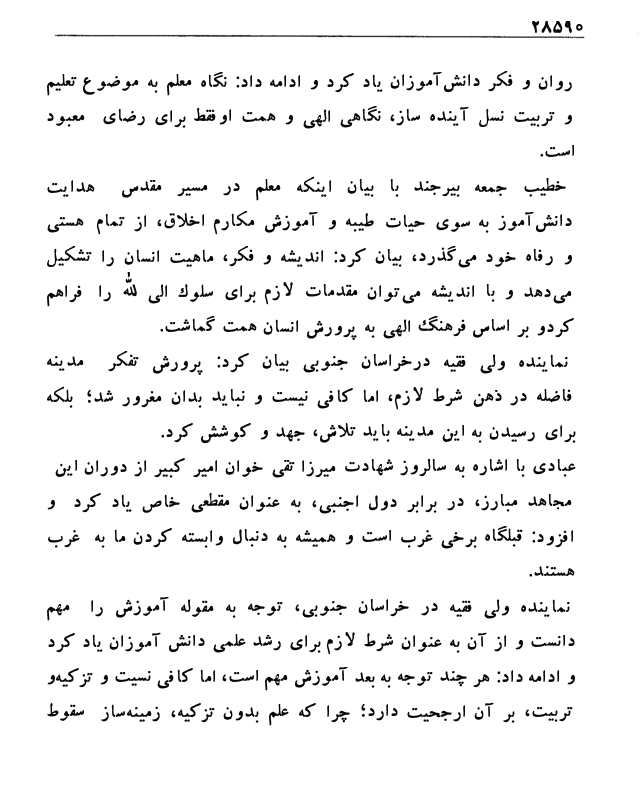 ۲۸۵۹۰
روان و فکر دانش‌آموزان یاد کرد و ادامه داد: نگاه معلم به موضوع تعلیم
و تربیت نسل آینده ساز، نگاهی الهی و همت او فقط برای رضای معبود
است.
خطیب جمعه بیرجند با بیان اینکه معلم در مسیر مقدس هدایت
دانش‌آموز به سوی حیات طیبه و آموزش مکارم اخلاق، از تمام هستی
و رفاه خود می‌گذرد، بیان کرد: اندیشه و فکر، ماهیت انسان را تشکیل
می‌دهد و با اندیشه می‌توان مقدمات لازم برای سلوک الی لله را فراهم
کردو بر اساس فرهنگ الهی به پرورش انسان همت گماشت.
نماینده ولی فقیه درخراسان جنوبی بیان کرد: پرورش تفکر مدینه
فاضله در ذهن شرط لازم، اما کافی نیست و نباید بدان مغرور شد؛ بلکه
برای رسیدن به این مدینه باید تلاش، جهد و کوشش کرد.
عبادی با اشاره به سالروز شهادت میرزا تقی خوان امیر کبیر از دوران این
مجاهد مبارز، در برابر دول اجنبی، به عنوان مقطعی خاص یاد کرد و
افزود: قبلگاه برخی غرب است و همیشه به دنبال وابسته کردن ما به غرب
هستند.
نماینده ولی فقیه در خراسان جنوبی، توجه به مقوله آموزش را مهم
دانست و از آن به عنوان شرط لازم برای رشد علمی دانش آموزان یاد کرد
و ادامه داد: هر چند توجه به بعد آموزش مهم است، اما کافی نسیت و تزکیه‌و
تربیت، بر آن ارجحیت دارد؛ چرا که علم بدون تزکیه، زمینه‌ساز سقوط